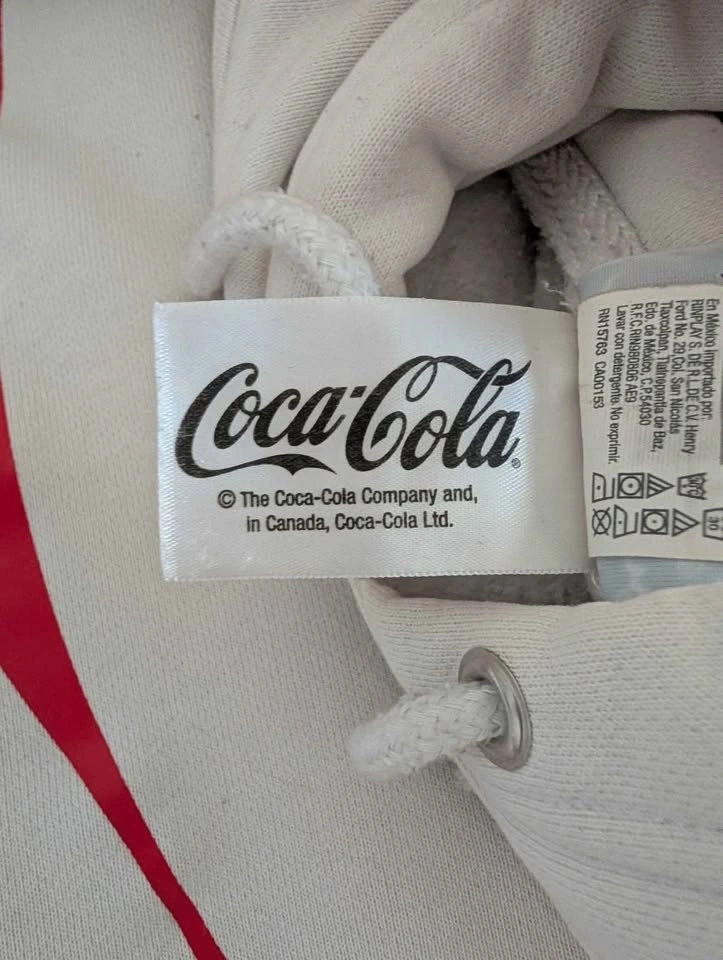 Coca-Cola®
© The Coca-Cola Company and,
in Canada, Coca-Cola Ltd.
En México importado por:
RINPLAY S. DE R.L. DE C.V. Henry
Ford No. 29, Col. San Nicolás
Tlaxcolpan, Tlalnepantla de Baz,
Edo. de México, C.P. 54030
R.F.C. RIN980806 AE9
Lavar con detergente. No exprimir.
RN15763 CA00153
30